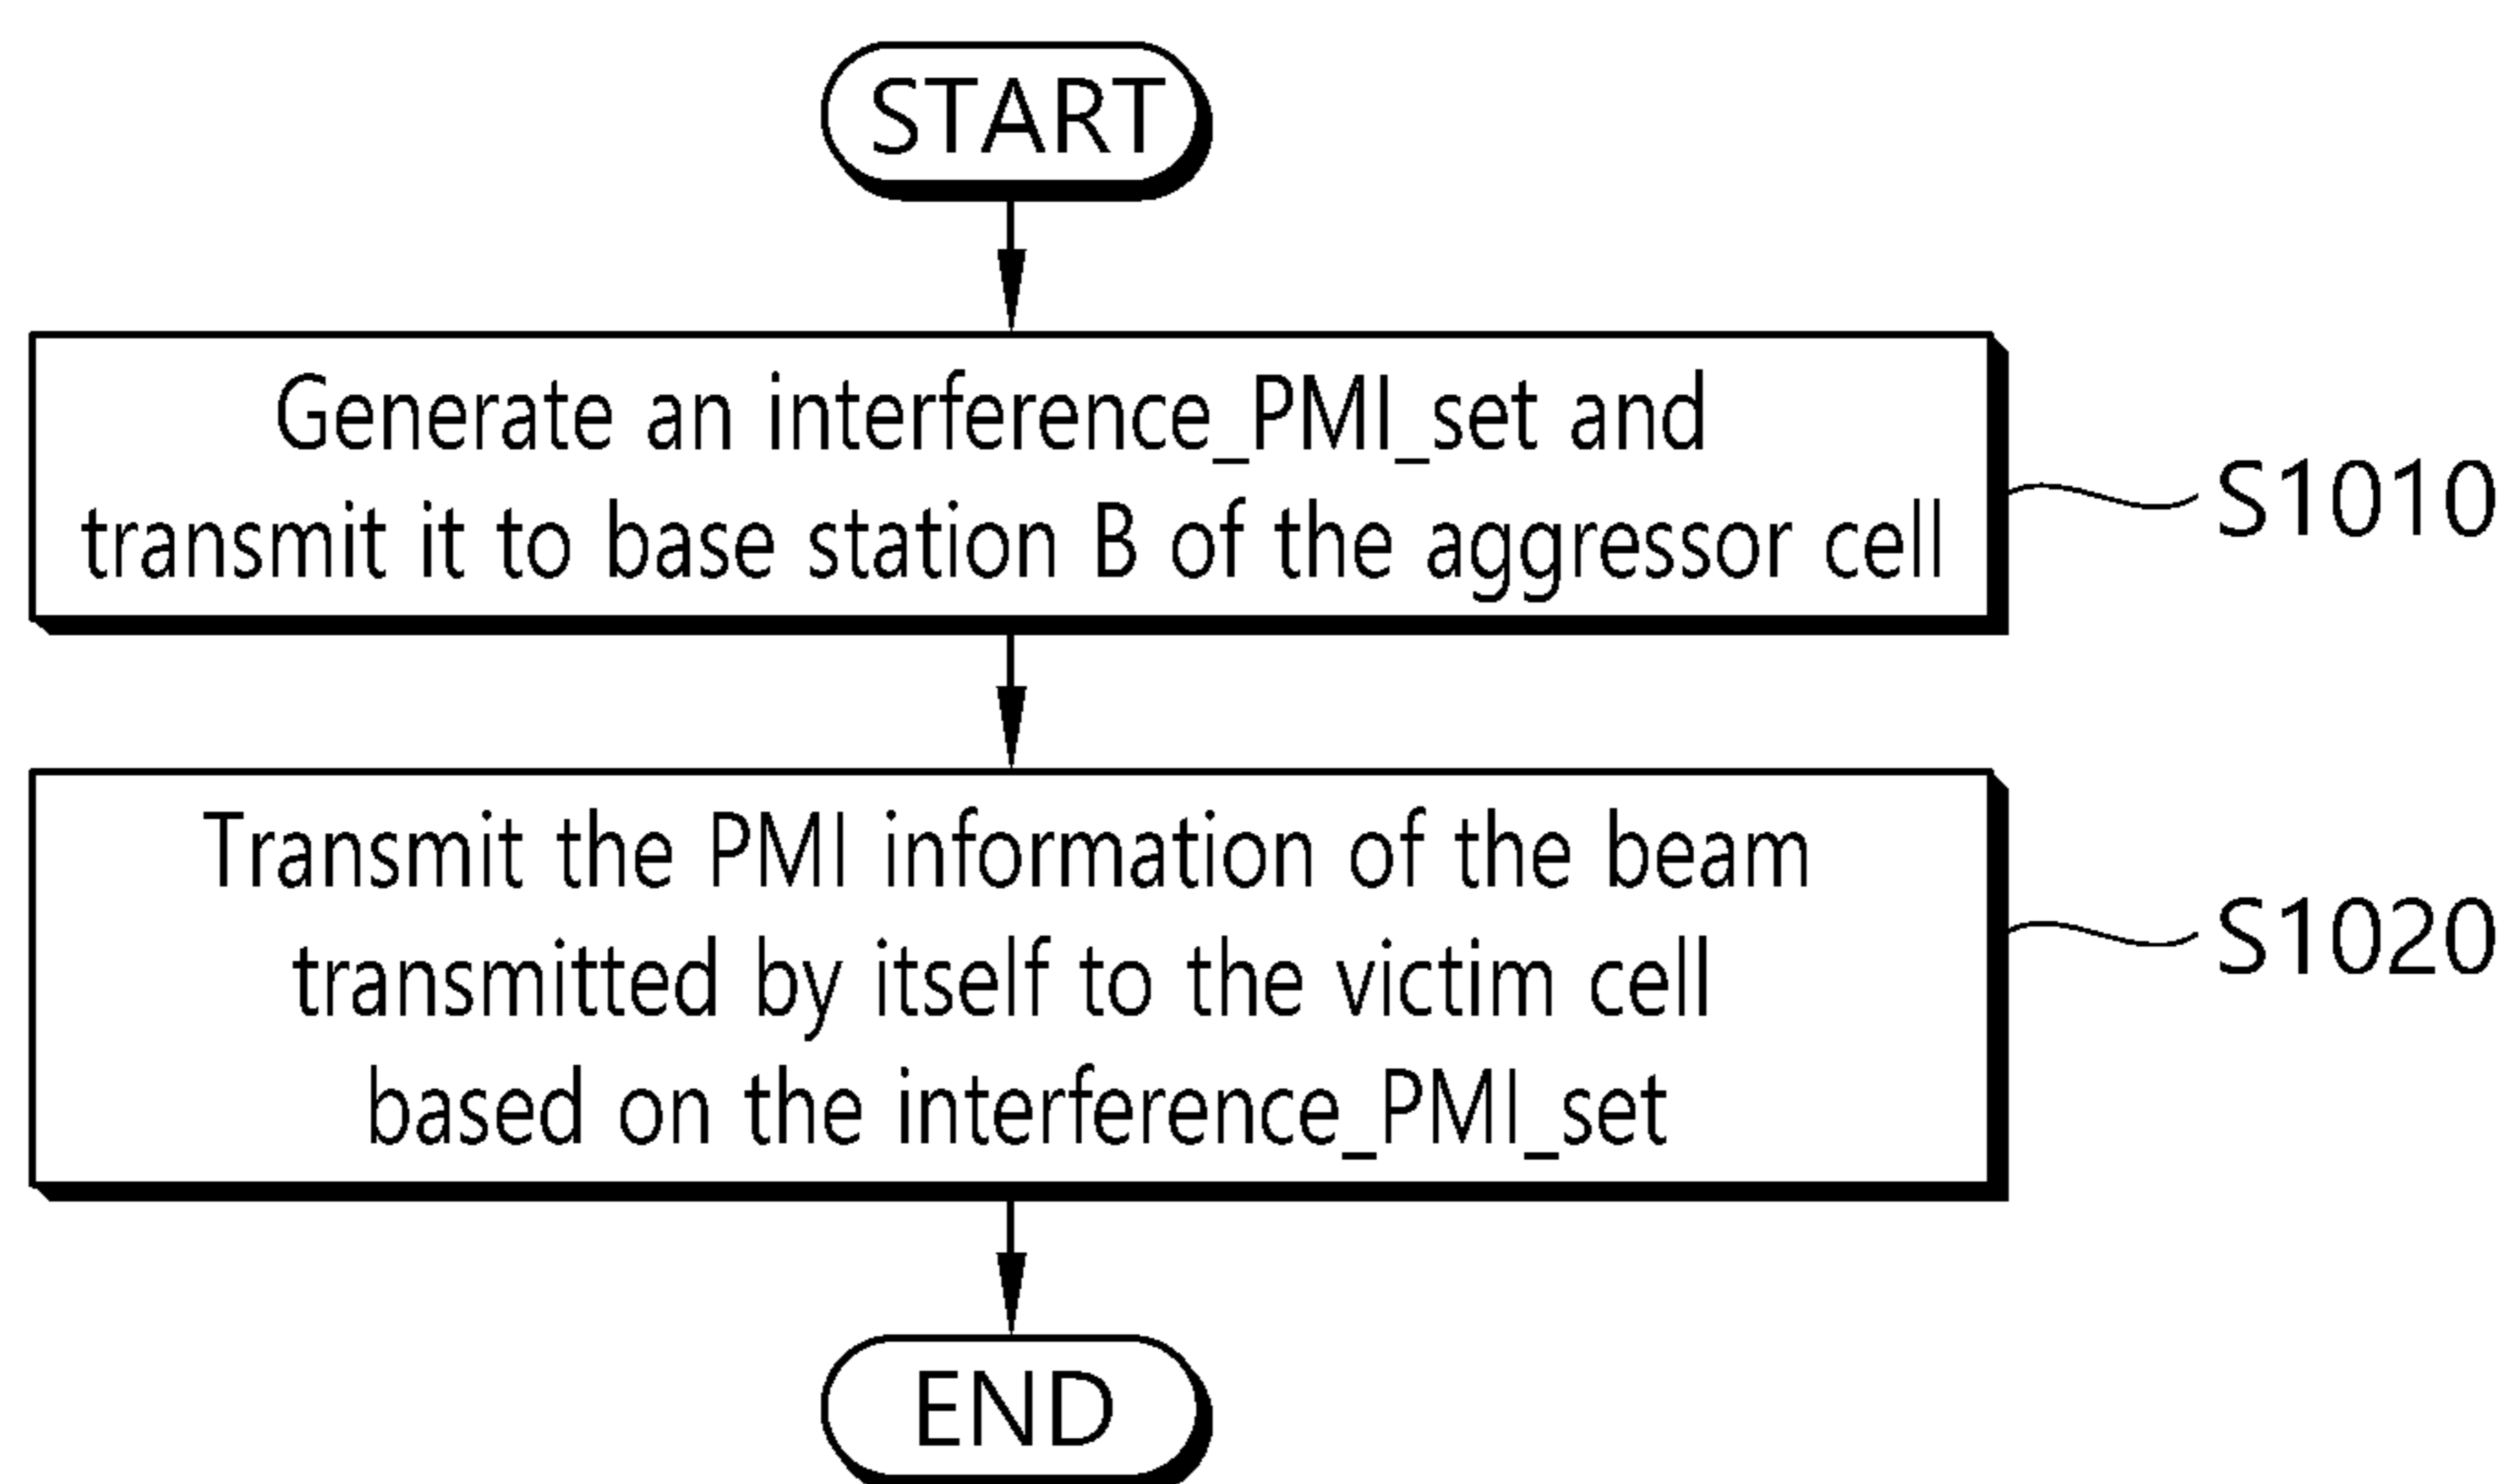 START
Generate an interference_PMI_set and
transmit it to base station B of the aggressor cell
S1010
Transmit the PMI information of the beam
transmitted by itself to the victim cell
based on the interference_PMI_set
S1020
END